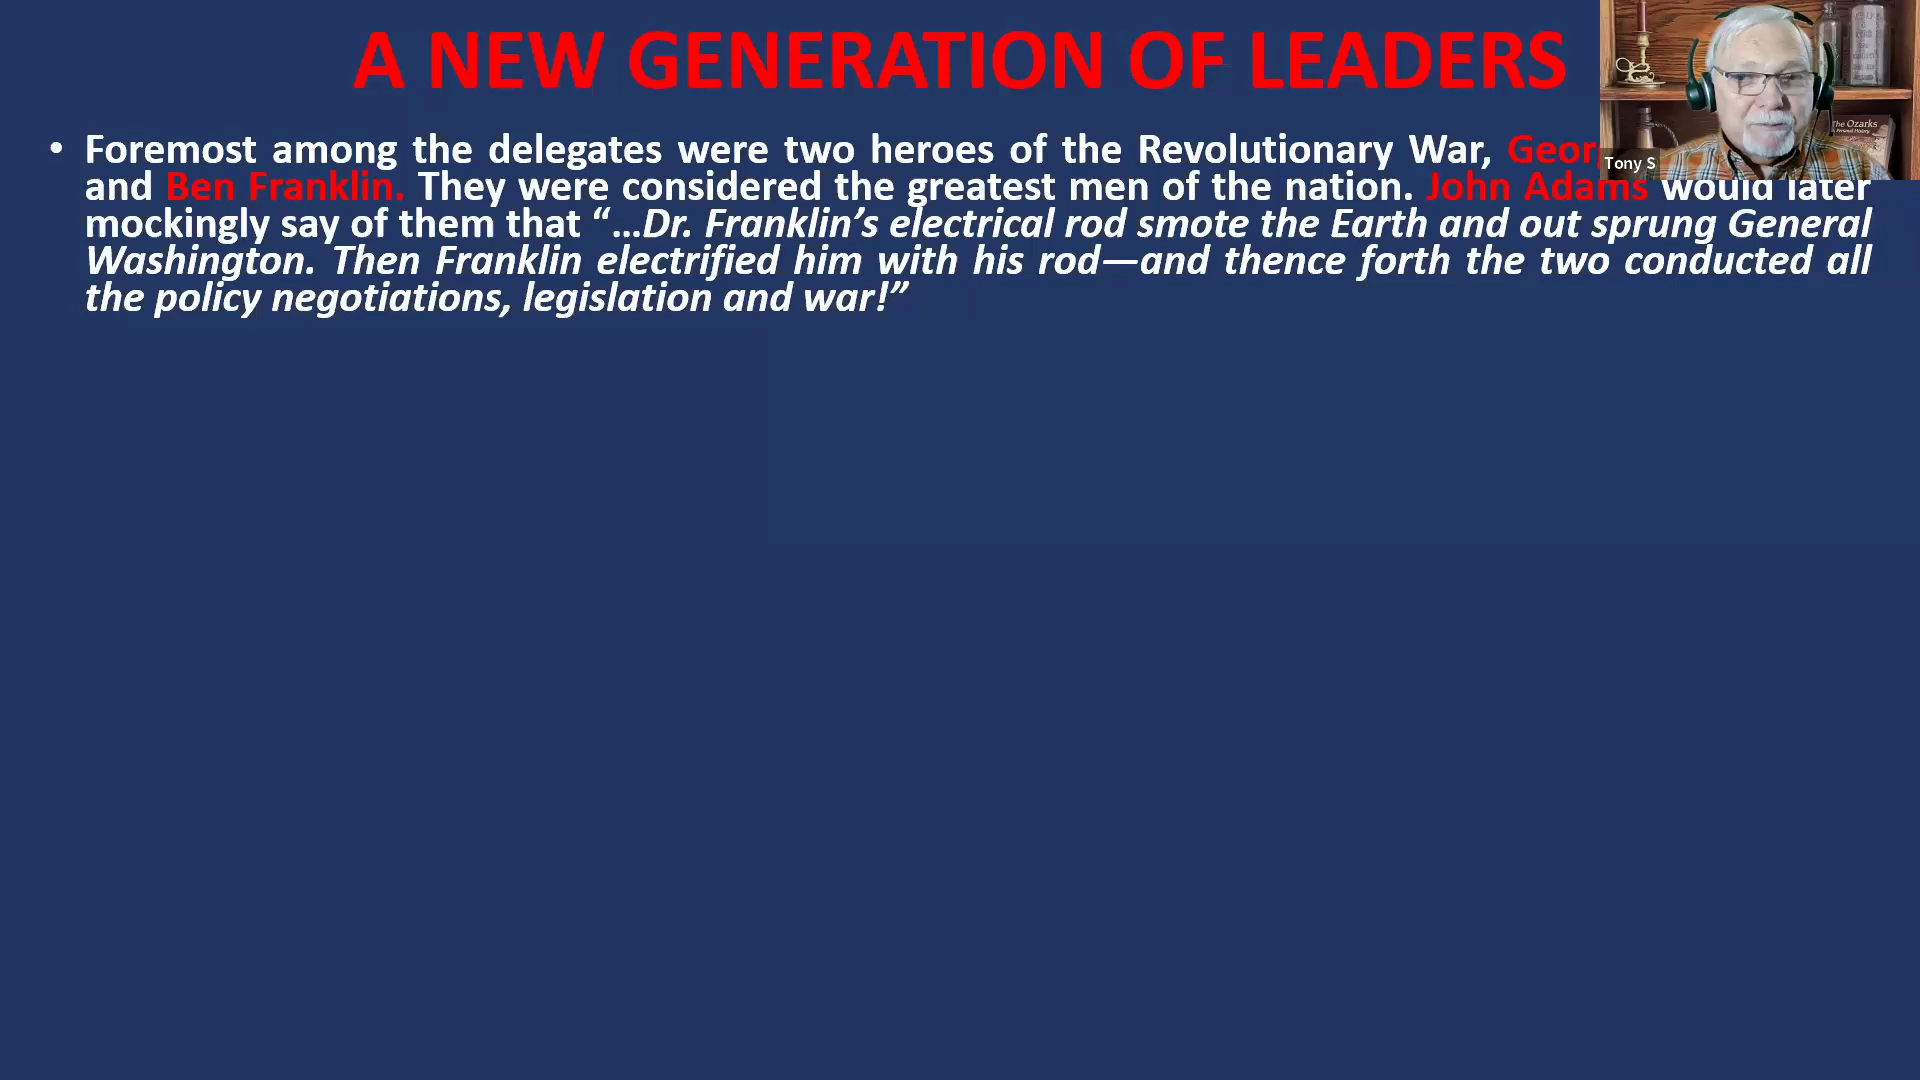 A NEW GENERATION OF LEADERS
• Foremost among the delegates were two heroes of the Revolutionary War,
and Ben Franklin. They were considered the greatest men of the nation. John Adams would later
mockingly say of them that “…Dr. Franklin’s electrical rod smote the Earth and out sprung General
Washington. Then Franklin electrified him with his rod—and thence forth the two conducted all
the policy negotiations, legislation and war!”
The Ozarks
Tony S